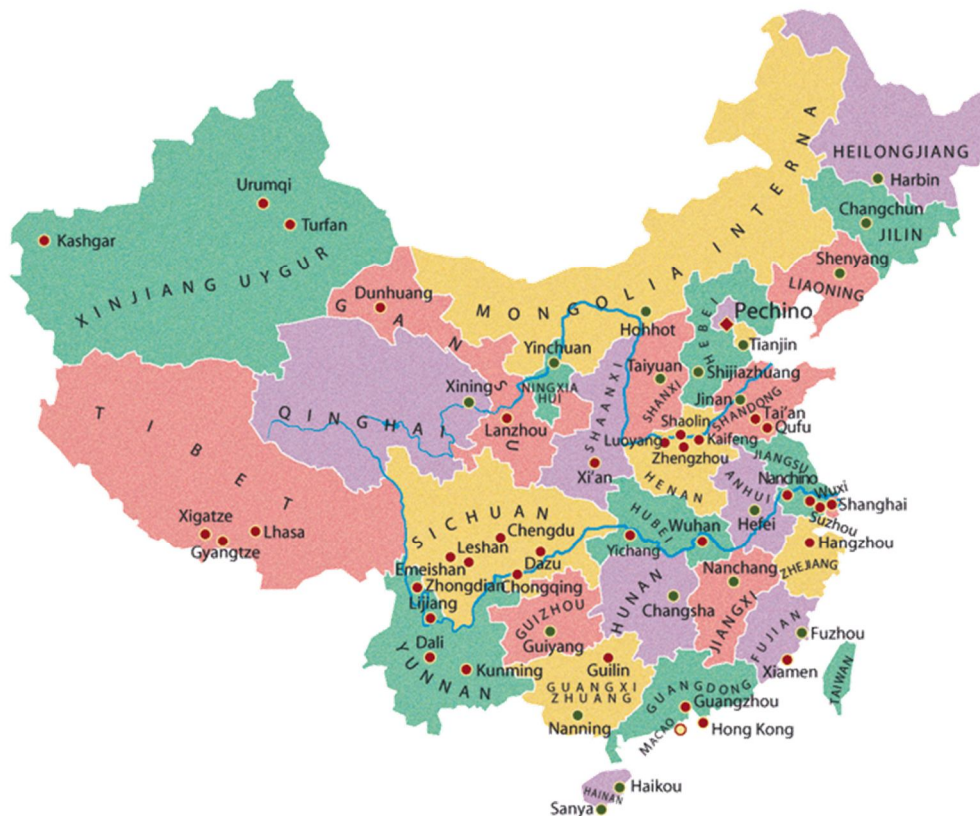 HEILONGJIANG
Harbin
Changchun
JILIN
Shenyang
LIAONING
Urumqi
Turfan
Kashgar
XINJIANG UYGUR
MONGOLIA INTERNA
Dunhuang
GANSU
Hohhot
HEBEI
Pechino
Tianjin
Yinchuan
NINGXIA
HUI
Taiyuan
Shijiazhuang
SHANXI
SHAANXI
Jinan
SHANDONG
Tai'an
Qufu
Xining
QINGHAI
Lanzhou
Shaolin
Luoyang
Kaifeng
Zhengzhou
HENAN
Xi'an
JIANGSU
ANHUI
Nanchino
Wuxi
Shanghai
Suzhou
Hefei
TIBET
Xigatze
Gyangtze
Lhasa
SICHUAN
Chengdu
Leshan
Emeishan
Dazu
Zhongdian
Chongqing
Lijiang
HUBEI
Wuhan
Yichang
Hangzhou
ZHEJIANG
Nanchang
HUNAN
Changsha
JIANGXI
GUIZHOU
Guiyang
FUJIAN
Fuzhou
Xiamen
TAIWAN
Dali
YUNNAN
Kunming
Guilin
GUANGXI
ZHUANG
Nanning
GUANGDONG
Guangzhou
MACAO
Hong Kong
Haikou
HAINAN
Sanya